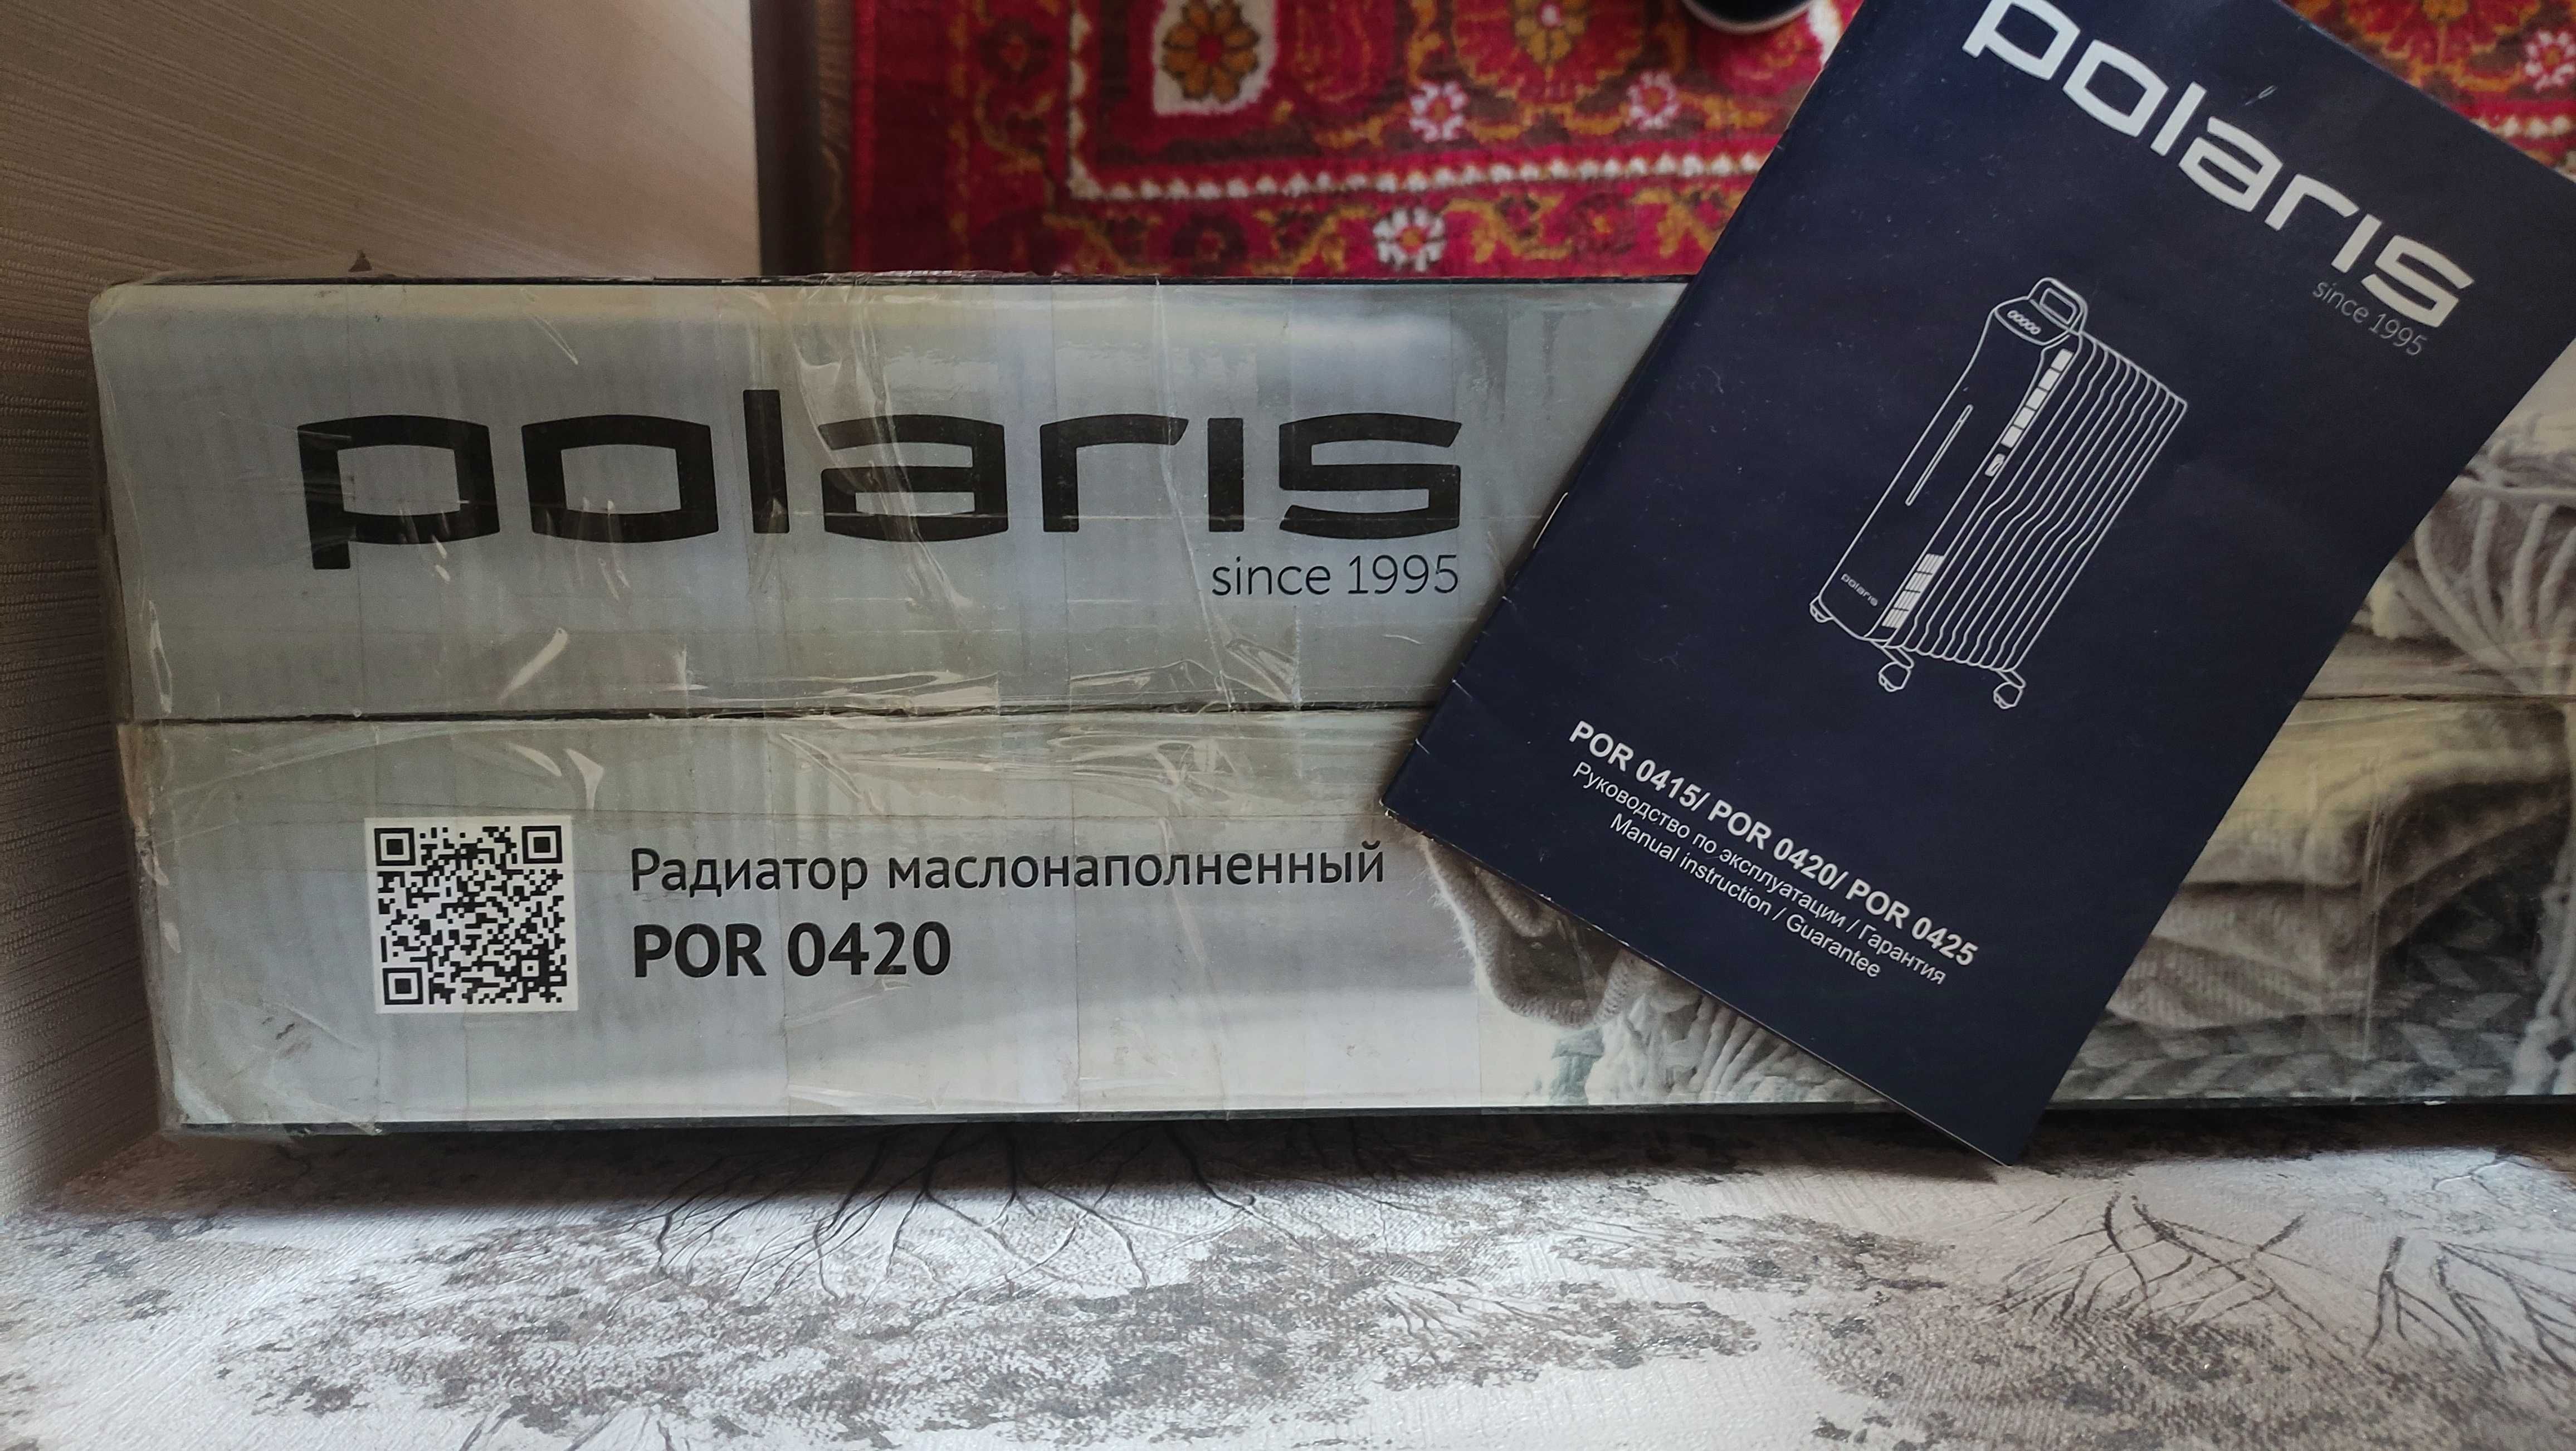 polaris
since 1995
Радиатор маслонаполненный
POR 0420
polaris
since 1995
polaris
POR 0415/ POR 0420/ POR 0425
Руководство по эксплуатации / Гарантия
Manual instruction / Guarantee